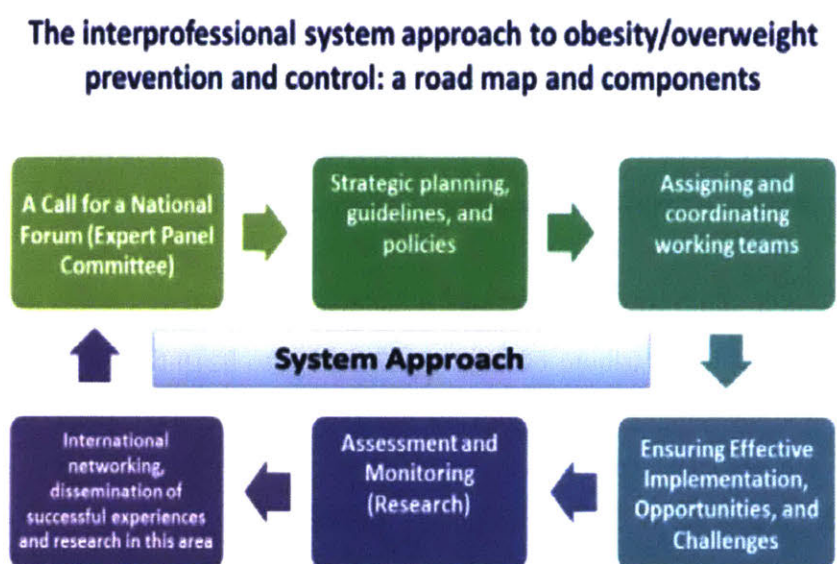 The interprofessional system approach to obesity/overweight
prevention and control: a road map and components
A Call for a National
Forum (Expert Panel
Committee)
Strategic planning,
guidelines, and
policies
Assigning and
coordinating
working teams
System Approach
Ensuring Effective
Implementation,
Opportunities, and
Challenges
Assessment and
Monitoring
(Research)
International
networking,
dissemination of
successful experiences
and research in this area